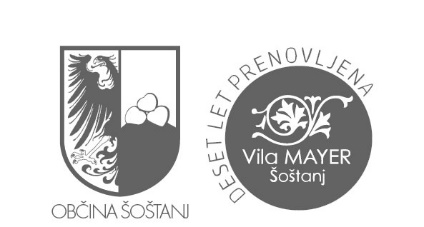 OBČINA ŠOŠTANJ
DESET LET PRENOVLJENA
Vila MAYER
Šoštanj